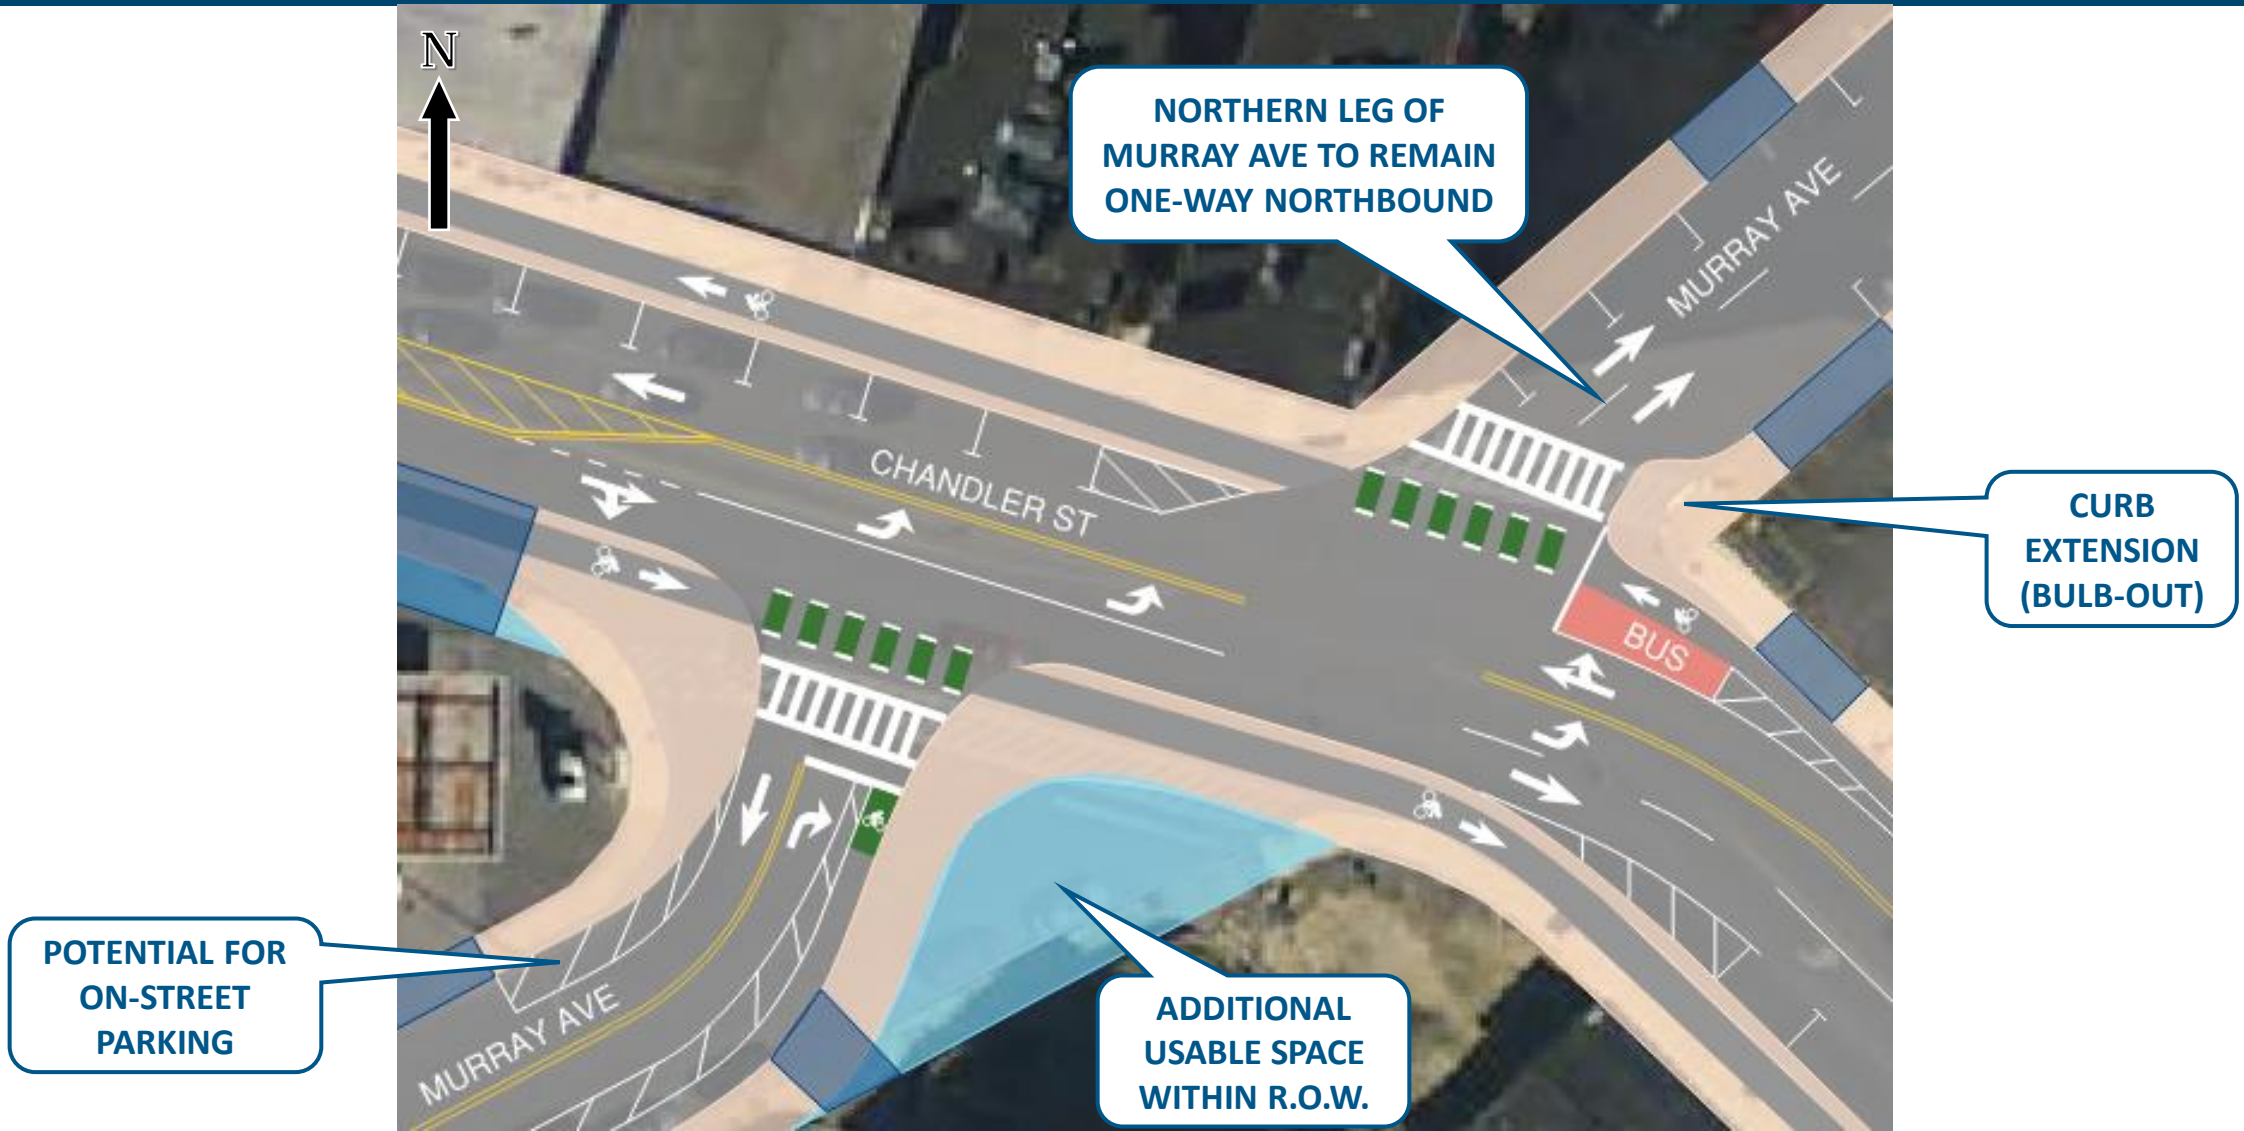 N
NORTHERN LEG OF
MURRAY AVE TO REMAIN
ONE-WAY NORTHBOUND
MURRAY AVE
CHANDLER ST
CURB
EXTENSION
(BULB-OUT)
BUS
POTENTIAL FOR
ON-STREET
PARKING
MURRAY AVE
ADDITIONAL
USABLE SPACE
WITHIN R.O.W.